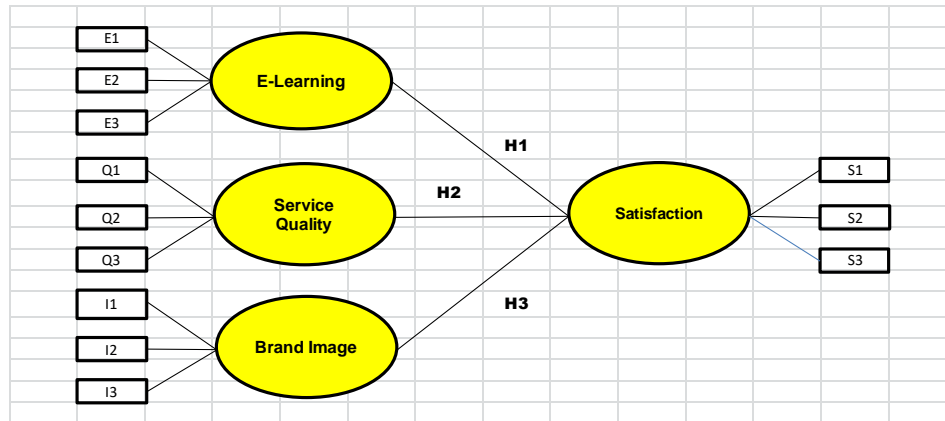 E1
E2
E3
E-Learning
H1
Q1
Q2
Q3
Service
Quality
H2
Satisfaction
S1
S2
S3
I1
I2
I3
Brand Image
H3